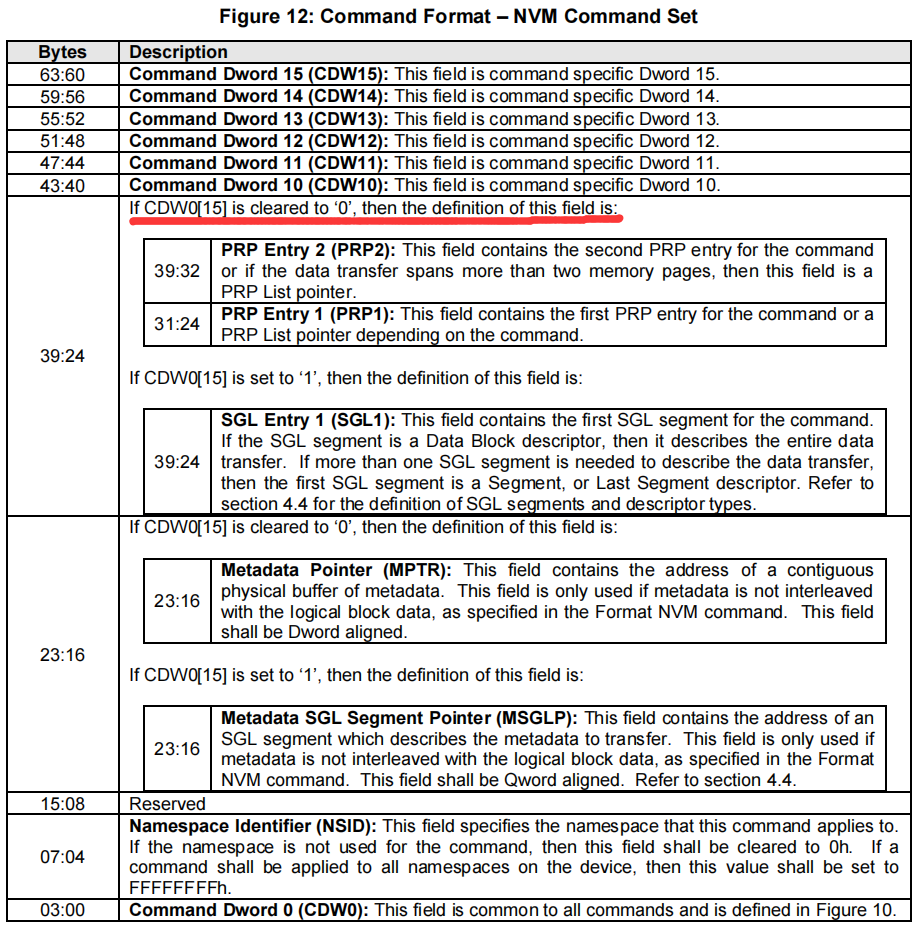 Figure 12: Command Format – NVM Command Set
Bytes Description
63:60 Command Dword 15 (CDW15): This field is command specific Dword 15.
59:56 Command Dword 14 (CDW14): This field is command specific Dword 14.
55:52 Command Dword 13 (CDW13): This field is command specific Dword 13.
51:48 Command Dword 12 (CDW12): This field is command specific Dword 12.
47:44 Command Dword 11 (CDW11): This field is command specific Dword 11.
43:40 Command Dword 10 (CDW10): This field is command specific Dword 10.
39:24
If CDW0[15] is cleared to ‘0’, then the definition of this field is:
39:32
PRP Entry 2 (PRP2): This field contains the second PRP entry for the command
or if the data transfer spans more than two memory pages, then this field is a
PRP List pointer.
31:24
PRP Entry 1 (PRP1): This field contains the first PRP entry for the command or a
PRP List pointer depending on the command.
If CDW0[15] is set to ‘1’, then the definition of this field is:
39:24
SGL Entry 1 (SGL1): This field contains the first SGL segment for the command.
If the SGL segment is a Data Block descriptor, then it describes the entire data
transfer. If more than one SGL segment is needed to describe the data transfer,
then the first SGL segment is a Segment, or Last Segment descriptor. Refer to
section 4.4 for the definition of SGL segments and descriptor types.
23:16
If CDW0[15] is cleared to ‘0’, then the definition of this field is:
23:16
Metadata Pointer (MPTR): This field contains the address of a contiguous
physical buffer of metadata. This field is only used if metadata is not interleaved
with the logical block data, as specified in the Format NVM command. This field
shall be Dword aligned.
If CDW0[15] is set to ‘1’, then the definition of this field is:
23:16
Metadata SGL Segment Pointer (MSGLP): This field contains the address of an
SGL segment which describes the metadata to transfer. This field is only used if
metadata is not interleaved with the logical block data, as specified in the Format
NVM command. This field shall be Qword aligned. Refer to section 4.4.
15:08 Reserved
07:04
Namespace Identifier (NSID): This field specifies the namespace that this command applies to.
If the namespace is not used for the command, then this field shall be cleared to 0h. If a
command shall be applied to all namespaces on the device, then this value shall be set to
FFFFFFFFh.
03:00 Command Dword 0 (CDW0): This field is common to all commands and is defined in Figure 10.